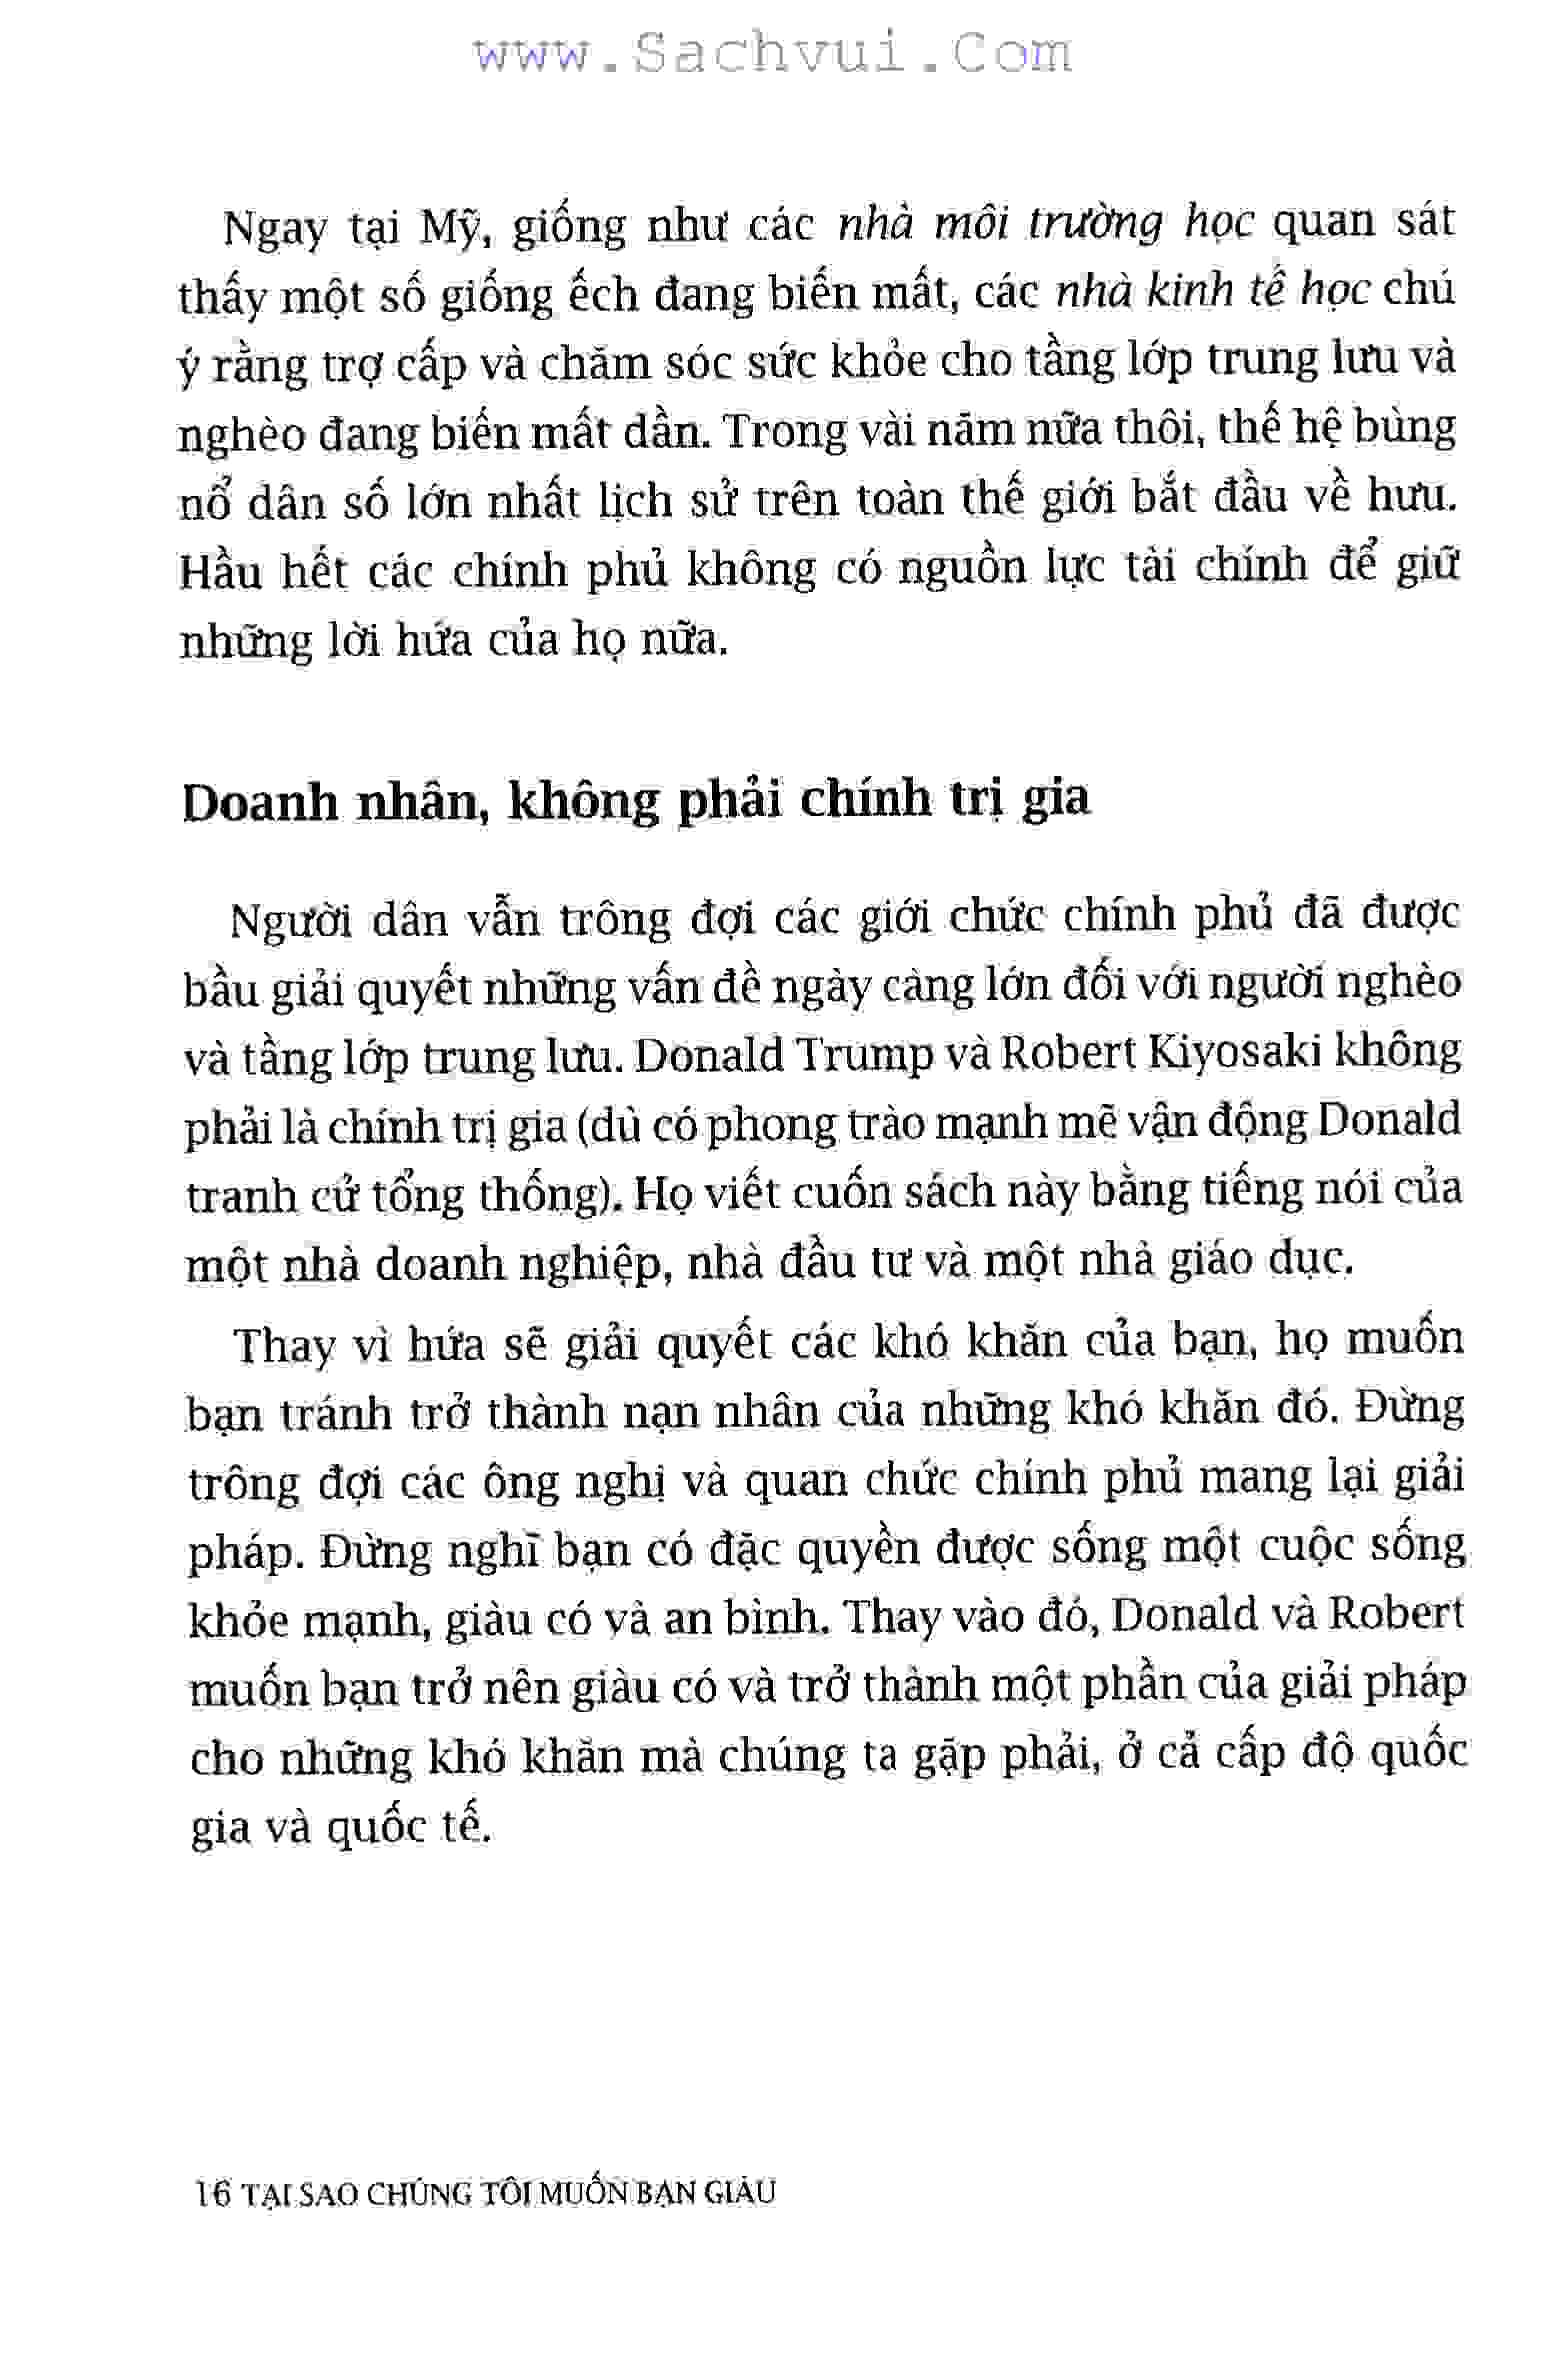 www.Sachvui.Com
Ngay tại Mỹ, giống như các nhà môi trường học quan sát
thấy một số giống ếch đang biến mất, các nhà kinh tế học chú
ý rằng trợ cấp và chăm sóc sức khỏe cho tầng lớp trung lưu và
nghèo đang biến mất dần. Trong vài năm nữa thôi, thế hệ bùng
nổ dân số lớn nhất lịch sử trên toàn thế giới bắt đầu về hưu.
Hầu hết các chính phủ không có nguồn lực tài chính để giữ
những lời hứa của họ nữa.
Doanh nhân, không phải chính trị gia
Người dân vẫn trông đợi các giới chức chính phủ đã được
bầu giải quyết những vấn đề ngày càng lớn đối với người nghèo
và tầng lớp trung lưu. Donald Trump và Robert Kiyosaki không
phải là chính trị gia (dù có phong trào mạnh mẽ vận động Donald
tranh cử tổng thống). Họ viết cuốn sách này bằng tiếng nói của
một nhà doanh nghiệp, nhà đầu tư và một nhà giáo dục.
Thay vì hứa sẽ giải quyết các khó khăn của bạn, họ muốn
bạn tránh trở thành nạn nhân của những khó khăn đó. Đừng
trông đợi các ông nghị và quan chức chính phủ mang lại giải
pháp. Đừng nghĩ bạn có đặc quyền được sống một cuộc sống
khỏe mạnh, giàu có và an bình. Thay vào đó, Donald và Robert
muốn bạn trở nên giàu có và trở thành một phần của giải pháp
cho những khó khăn mà chúng ta gặp phải, ở cả cấp độ quốc
gia và quốc tế.
16 TẠI SAO CHÚNG TÔI MUỐN BẠN GIÀU